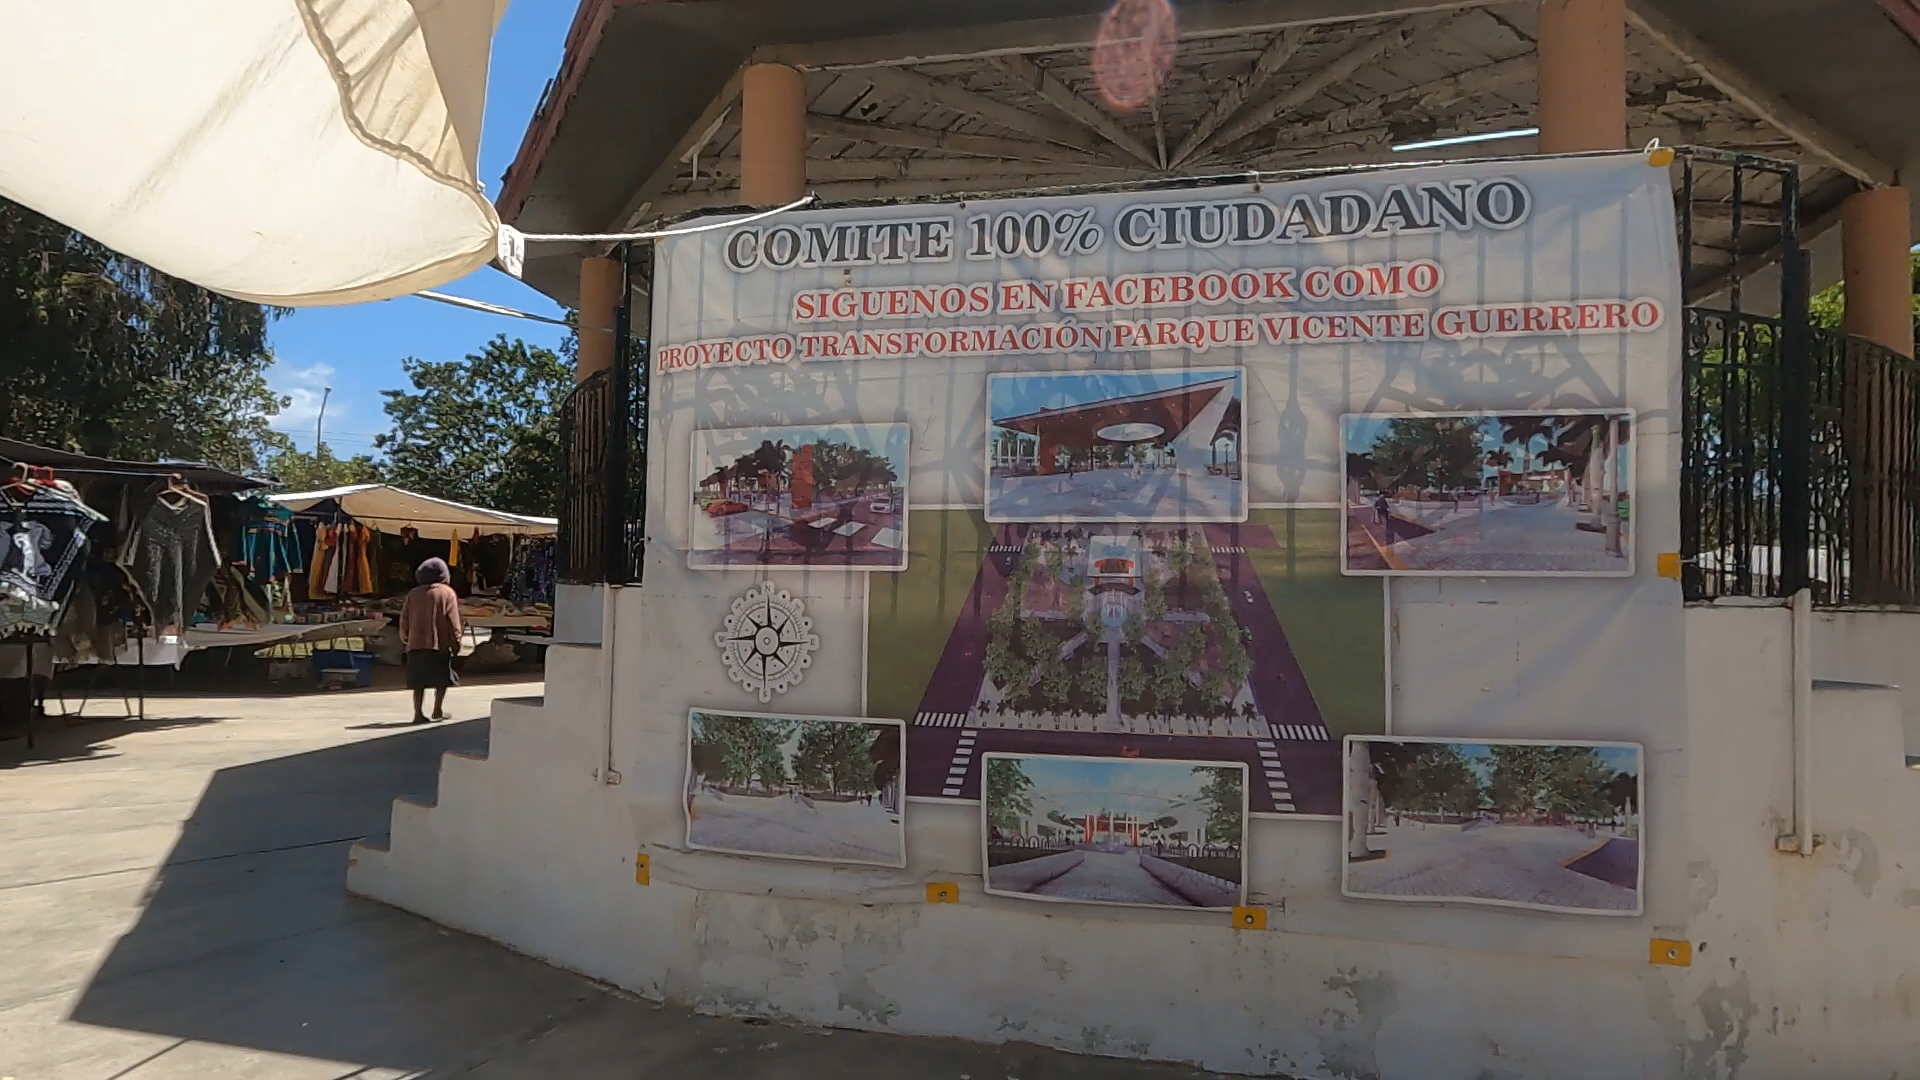 COMITE 100% CIUDADANO
SIGUENOS EN FACEBOOK COMO
PROYECTO TRANSFORMACIÓN PARQUE VICENTE GUERRERO